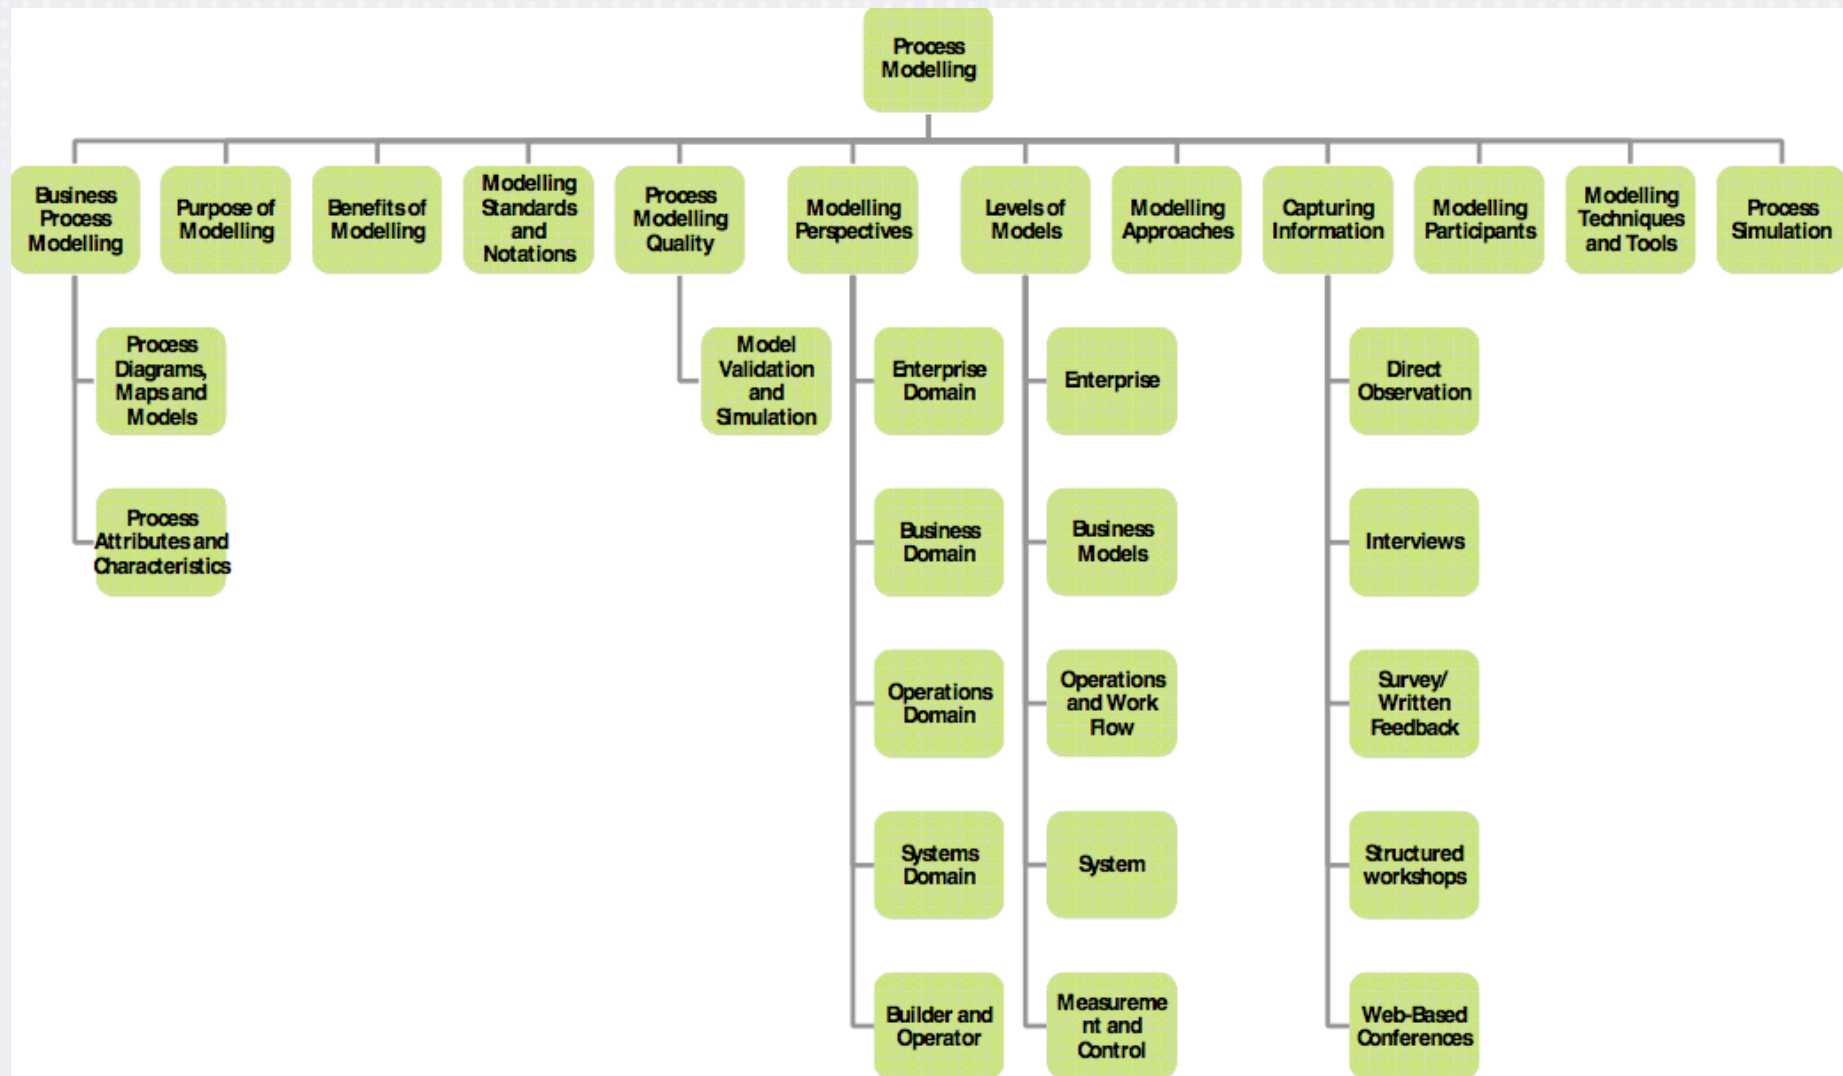 Process
Modelling
Business
Process
Modelling
Purpose of
Modelling
Benefits of
Modelling
Modelling
Standards
and
Notations
Process
Modelling
Quality
Modelling
Perspectives
Levels of
Models
Modelling
Approaches
Capturing
Information
Modelling
Participants
Modelling
Techniques
and Tools
Process
Simulation
Process
Diagrams,
Maps and
Models
Process
Attributes and
Characteristics
Model
Validation
and
Simulation
Enterprise
Domain
Business
Domain
Operations
Domain
Systems
Domain
Builder and
Operator
Enterprise
Business
Models
Operations
and Work
Flow
System
Measureme
nt and
Control
Direct
Observation
Interviews
Survey/
Written
Feedback
Structured
workshops
Web-Based
Conferences